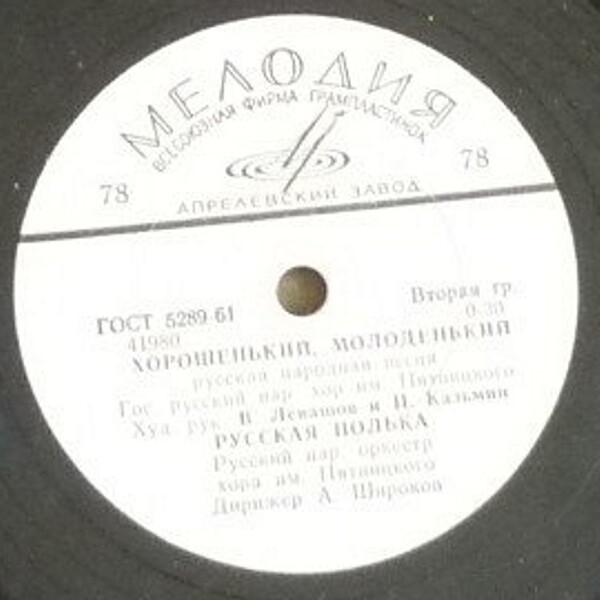 МЕЛОДИЯ
ВСЕСОЮЗНАЯ ФИРМА ГРАМПЛАСТИНОК
78 78
АПРЕЛЕВСКИЙ ЗАВОД
ГОСТ 5289-61 Вторая гр.
41980 0-30
ХОРОШЕНЬКИЙ, МОЛОДЕНЬКИЙ
русская народная песня
Гос. русский нар. хор им. Пятницкого
Худ. рук. В. Левашов и П. Казьмин
РУССКАЯ ПОЛЬКА
Русский нар. оркестр
хора им. Пятницкого
Дирижер А. Широков